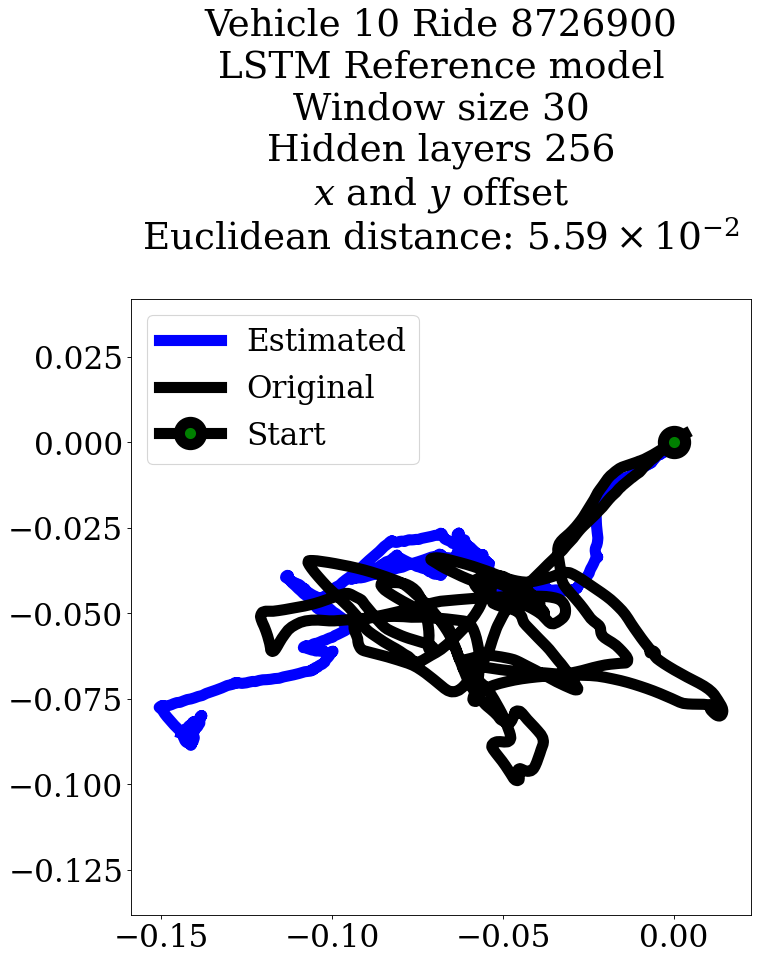 Vehicle 10 Ride 8726900
LSTM Reference model
Window size 30
Hidden layers 256
x and y offset
Euclidean distance: 5.59 × 10⁻²
Estimated
Original
Start
0.025
0.000
−0.025
−0.050
−0.075
−0.100
−0.125
−0.15 −0.10 −0.05 0.00